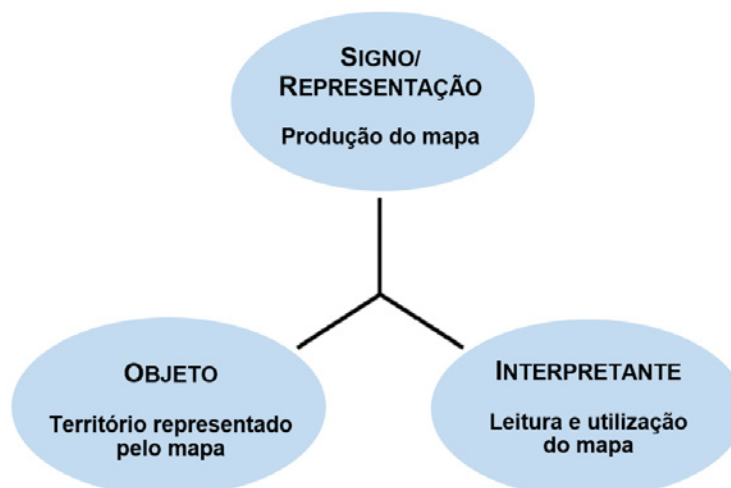 SIGNO/
REPRESENTAÇÃO
Produção do mapa
OBJETO
Território representado
pelo mapa
INTERPRETANTE
Leitura e utilização
do mapa